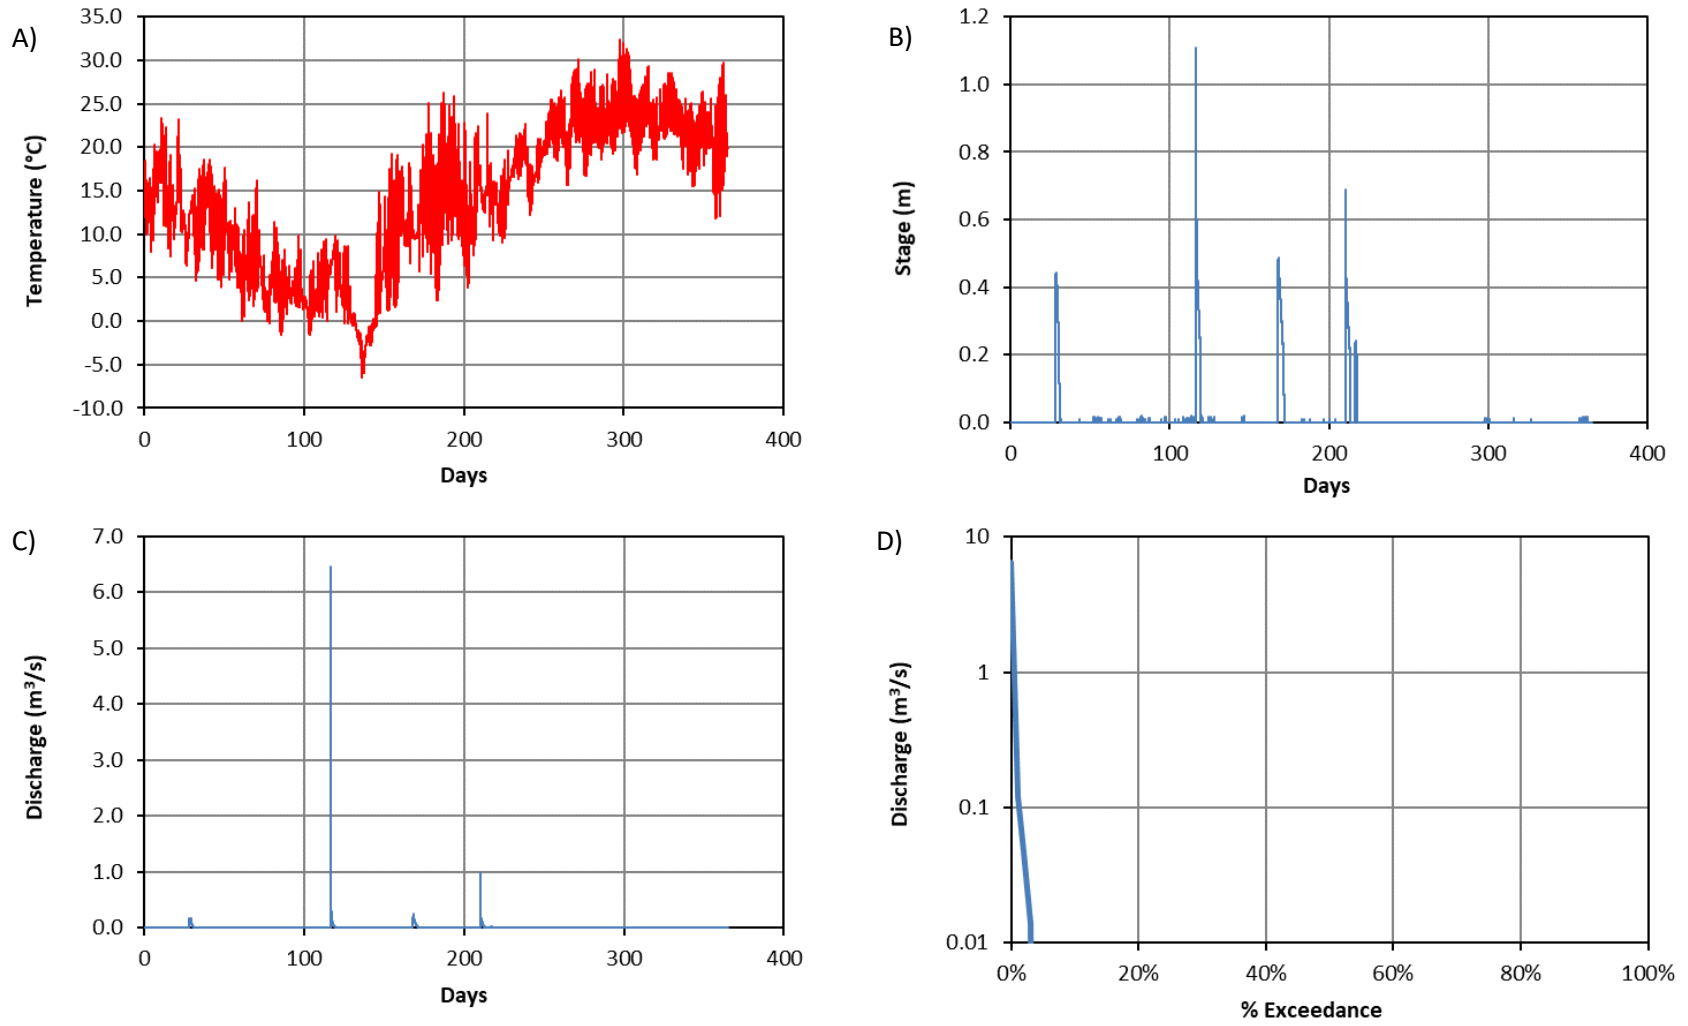 A)
35.0
30.0
25.0
20.0
15.0
10.0
5.0
0.0
-5.0
-10.0
Temperature (°C)
0 100 200 300 400
Days
B)
1.2
1.0
0.8
0.6
0.4
0.2
0.0
Stage (m)
0 100 200 300 400
Days
C)
7.0
6.0
5.0
4.0
3.0
2.0
1.0
0.0
Discharge (m³/s)
0 100 200 300 400
Days
D)
10
1
0.1
0.01
Discharge (m³/s)
0% 20% 40% 60% 80% 100%
% Exceedance